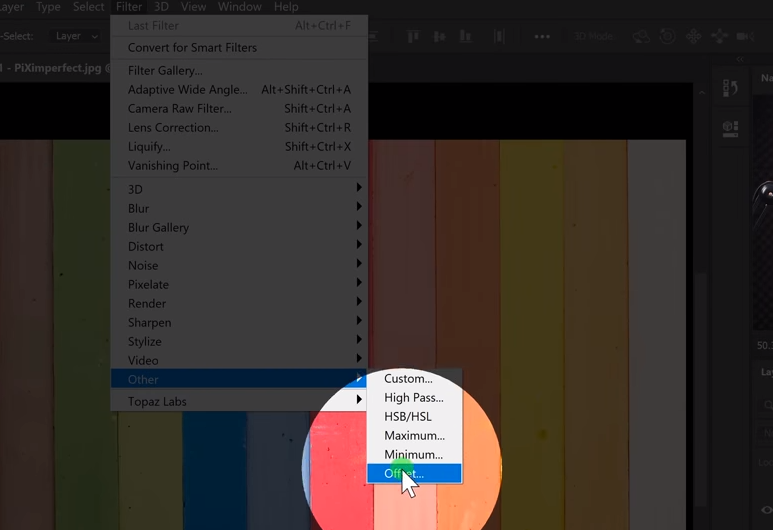 ayer Type Select Filter 3D View Window Help
-Select: Layer 3D Mode:
- PiXimperfect.jpg @
Last Filter Alt+Ctrl+F
Convert for Smart Filters
Filter Gallery...
Adaptive Wide Angle... Alt+Shift+Ctrl+A
Camera Raw Filter... Shift+Ctrl+A
Lens Correction... Shift+Ctrl+R
Liquify... Shift+Ctrl+X
Vanishing Point... Alt+Ctrl+V
3D
Blur
Blur Gallery
Distort
Noise
Pixelate
Render
Sharpen
Stylize
Video
Other
Topaz Labs
Custom...
High Pass...
HSB/HSL
Maximum...
Minimum...
Offset...
Na
50.
La